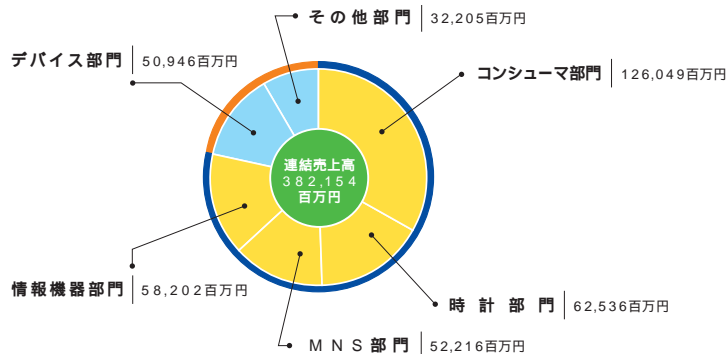 その他部門 32,205百万円
デバイス部門 50,946百万円
コンシューマ部門 126,049百万円
連結売上高
382,154
百万円
情報機器部門 58,202百万円
時計部門 62,536百万円
MNS部門 52,216百万円